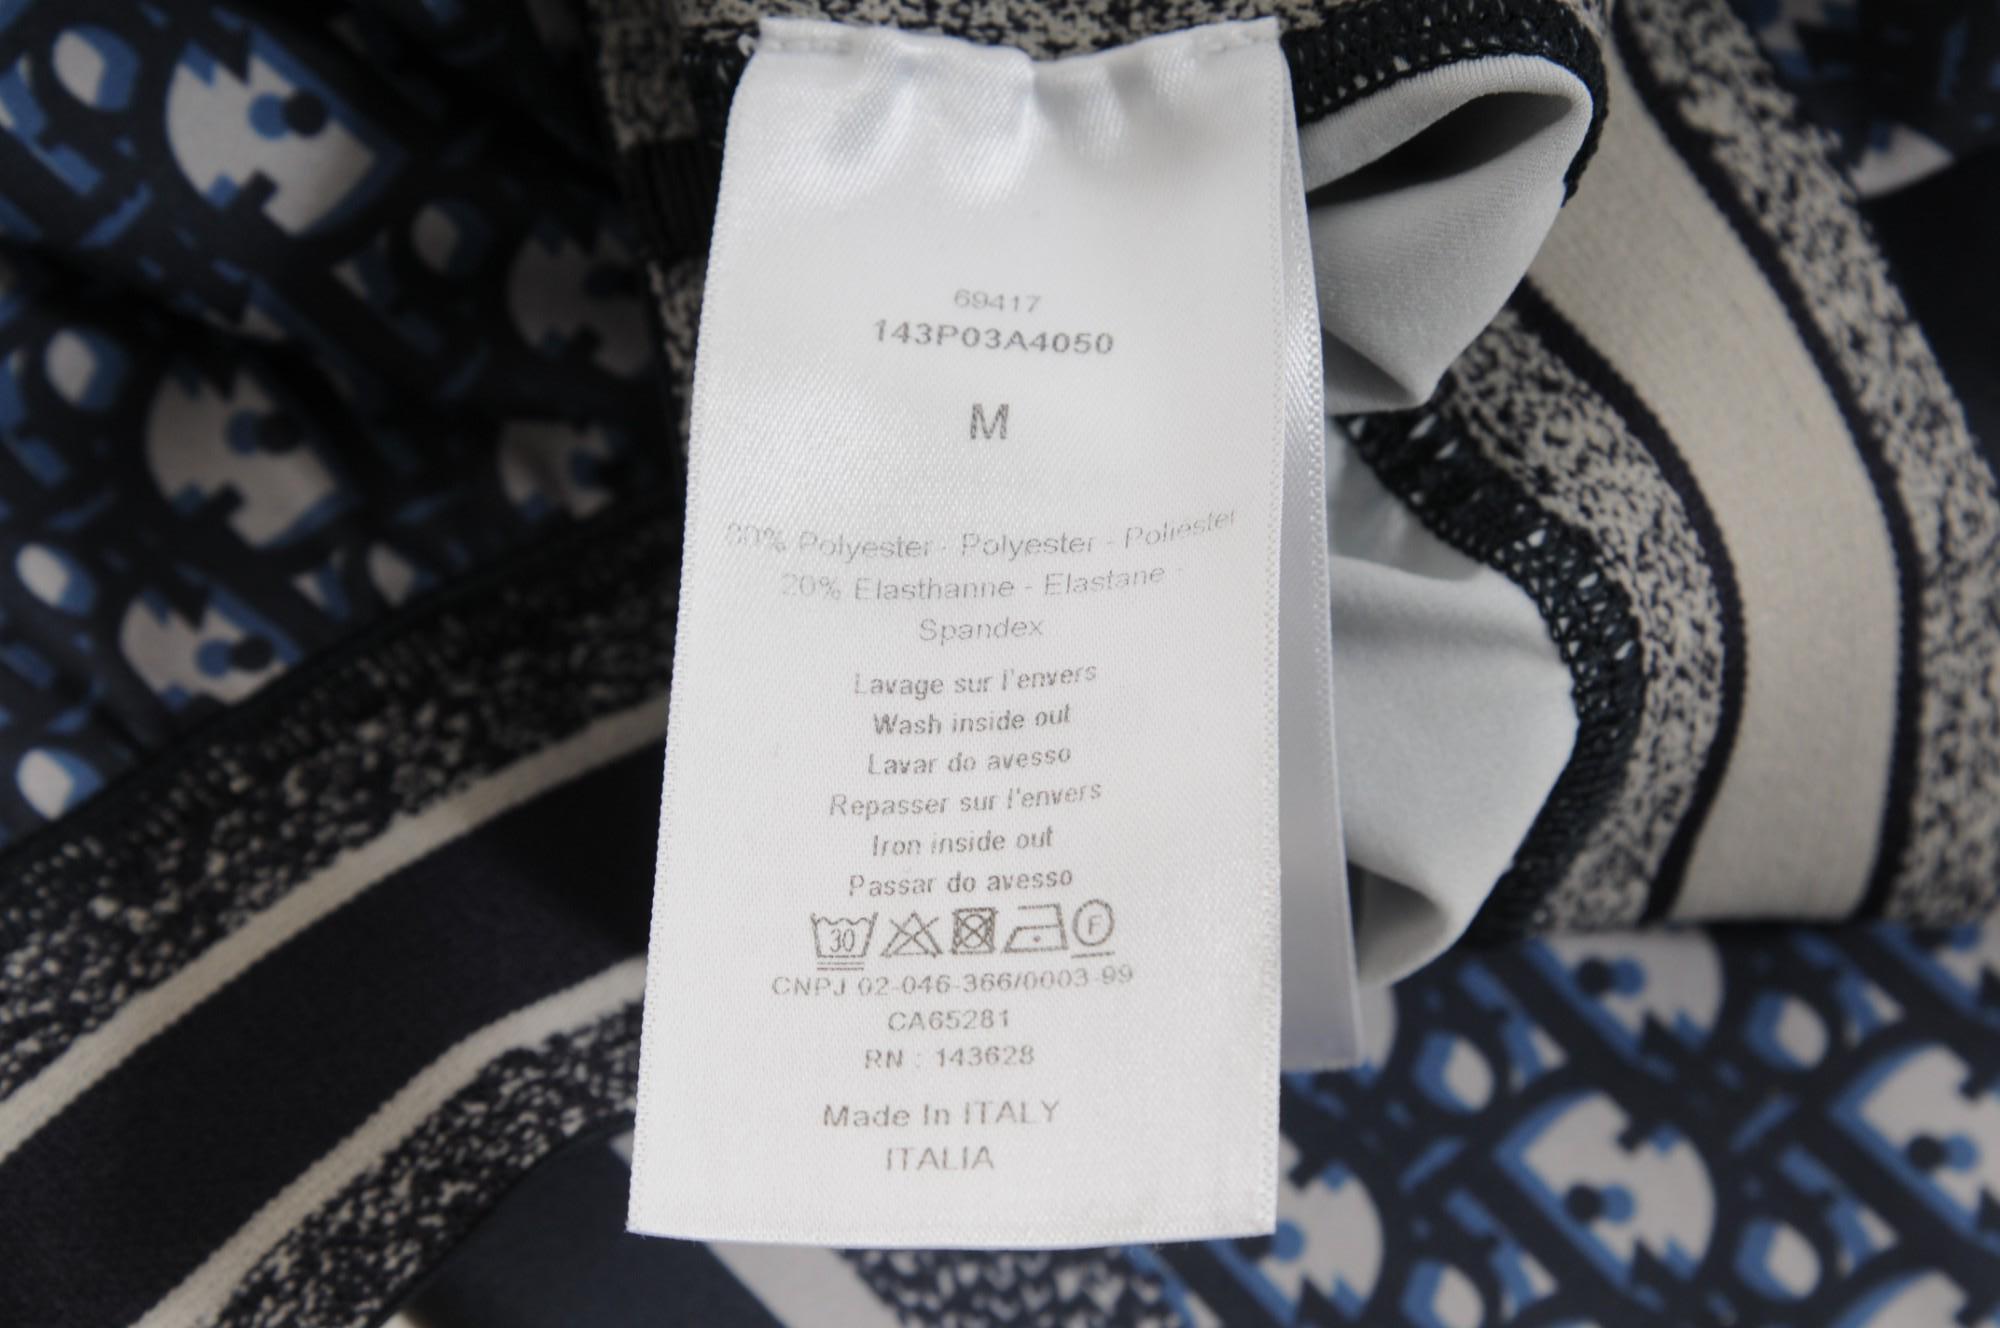 69417
143P03A4050
M
80% Polyester - Polyester - Poliester
20% Elasthanne - Elastane -
Spandex
Lavage sur l'envers
Wash inside out
Lavar do avesso
Repasser sur l'envers
Iron inside out
Passar do avesso
30 F
CNPJ 02-046-366/0003-99
CA65281
RN : 143628
Made In ITALY
ITALIA